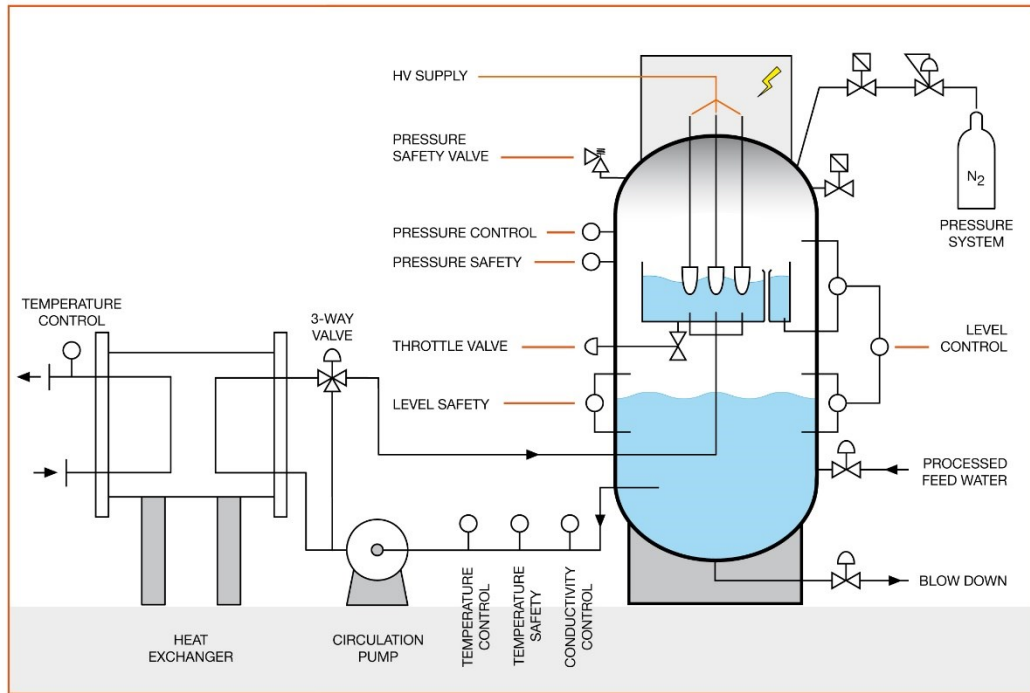 HV SUPPLY
PRESSURE
SAFETY VALVE
N2
PRESSURE
SYSTEM
PRESSURE CONTROL
PRESSURE SAFETY
TEMPERATURE
CONTROL
3-WAY
VALVE
THROTTLE VALVE
LEVEL
CONTROL
LEVEL SAFETY
PROCESSED
FEED WATER
BLOW DOWN
HEAT
EXCHANGER
CIRCULATION
PUMP
TEMPERATURE
CONTROL
TEMPERATURE
SAFETY
CONDUCTIVITY
CONTROL